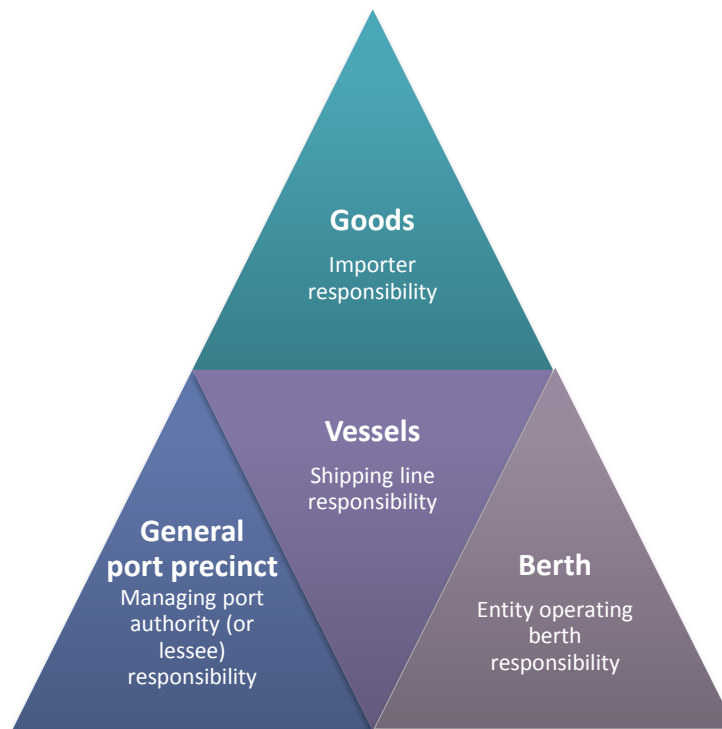 Goods
Importer
responsibility
Vessels
Shipping line
responsibility
General
port precinct
Managing port
authority (or
lessee)
responsibility
Berth
Entity operating
berth
responsibility